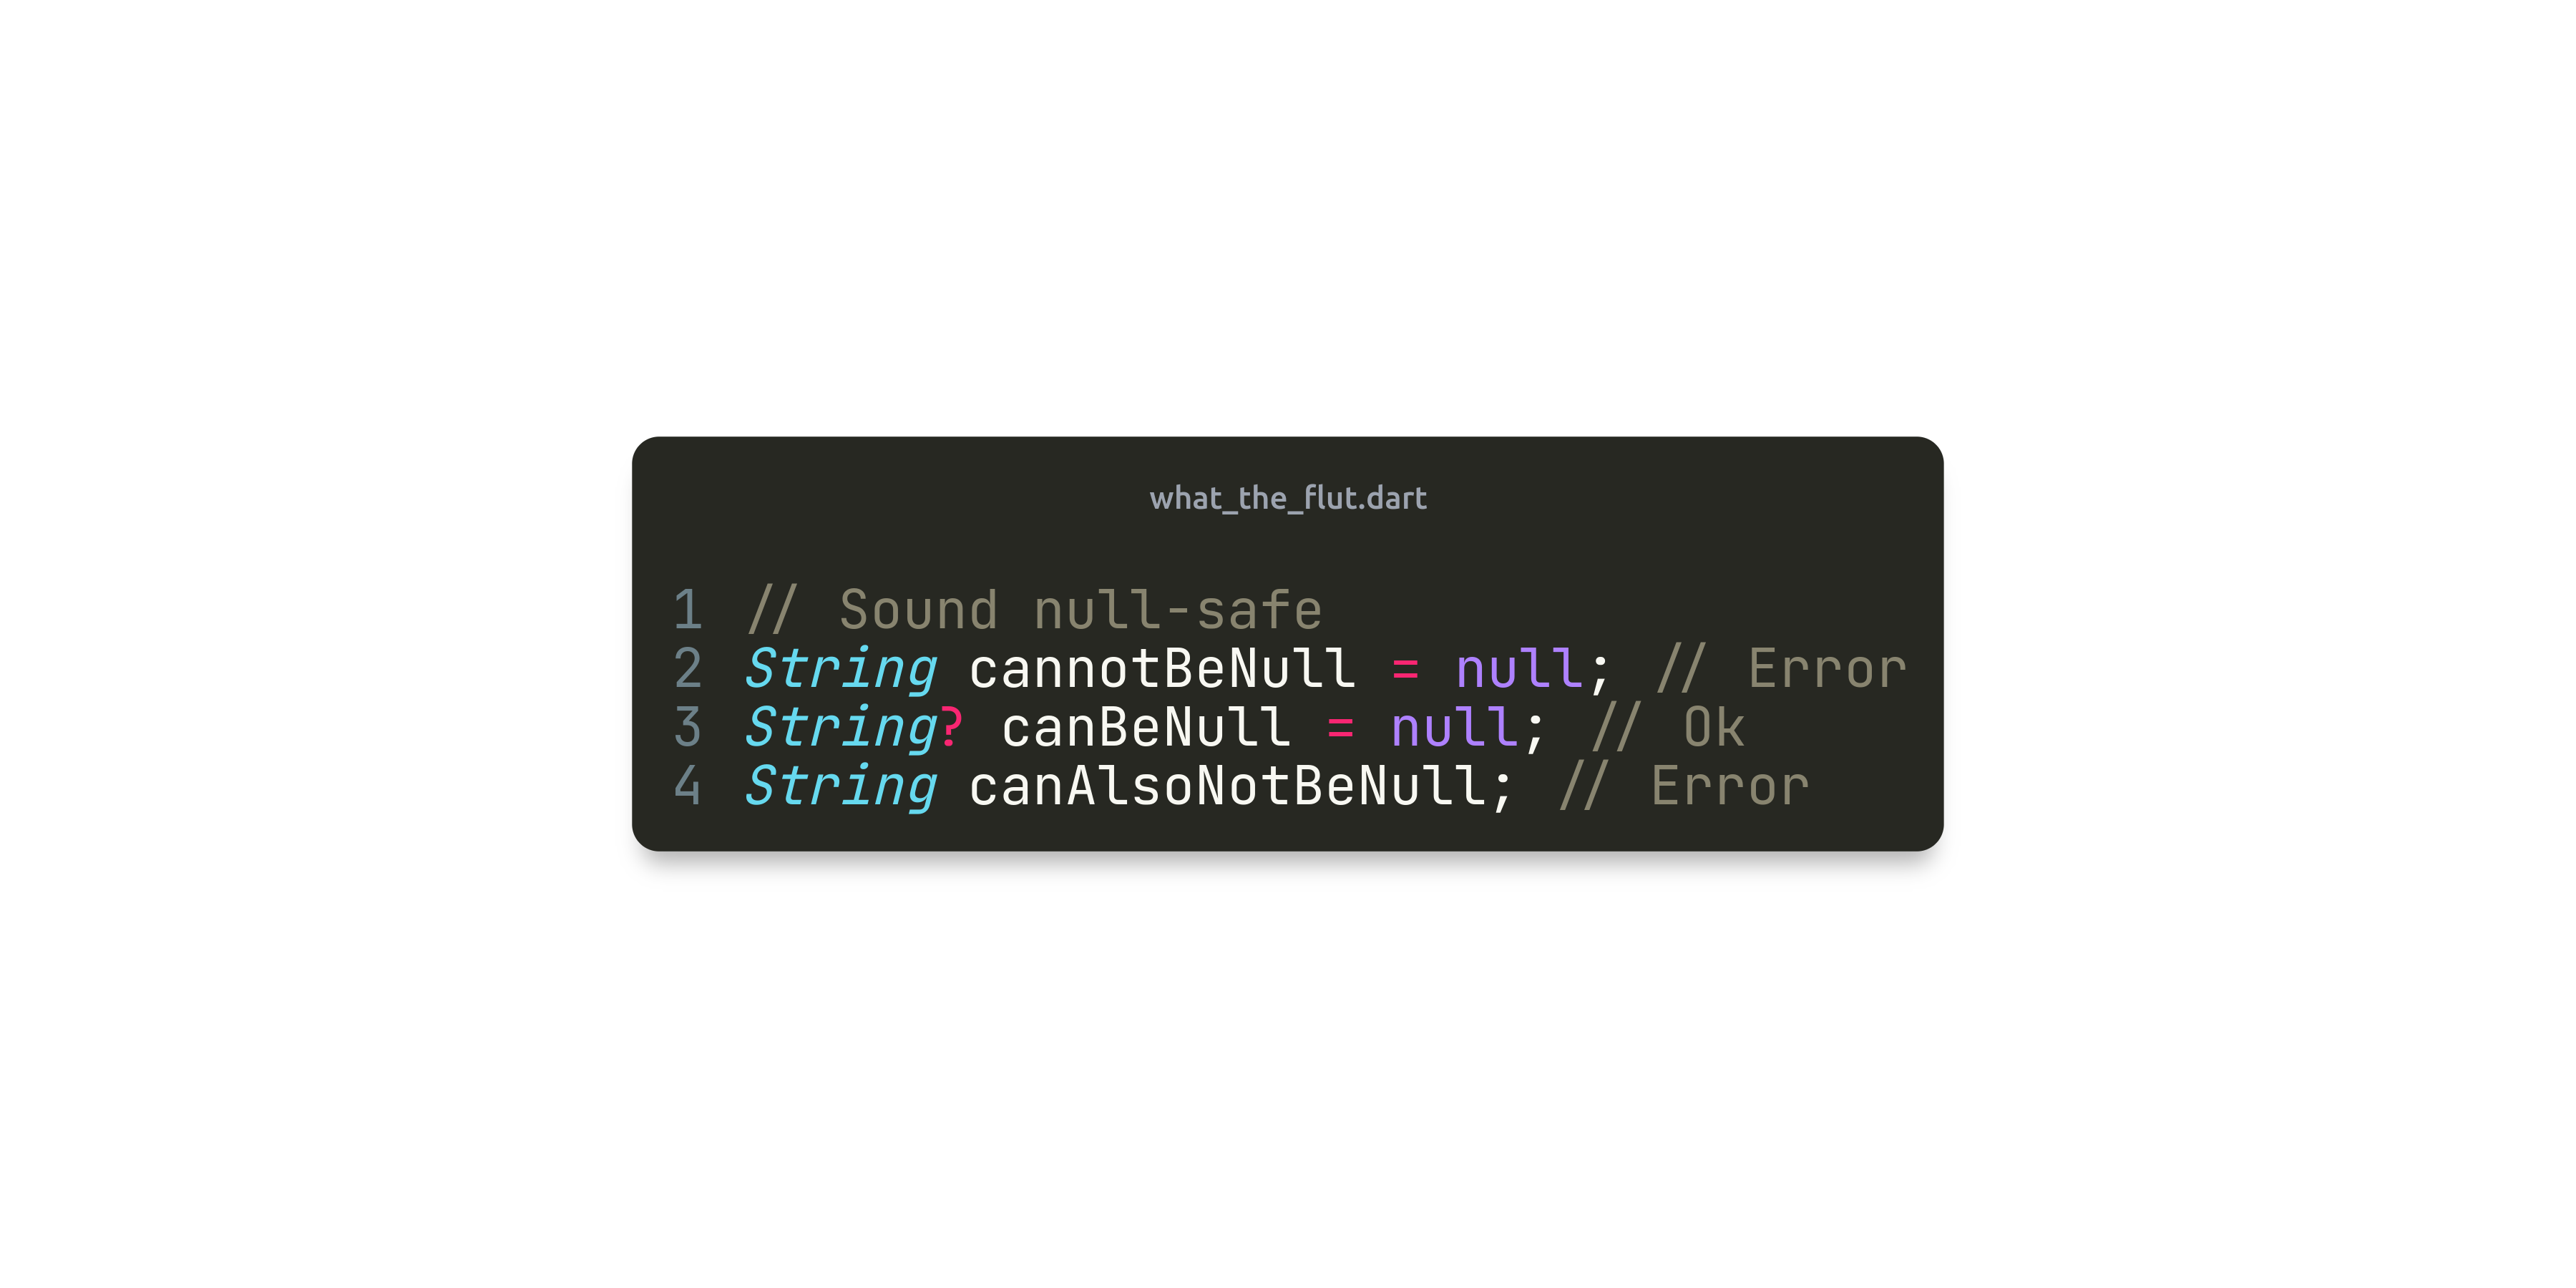 what_the_flut.dart
1 // Sound null-safe
2 String cannotBeNull = null; // Error
3 String? canBeNull = null; // Ok
4 String canAlsoNotBeNull; // Error